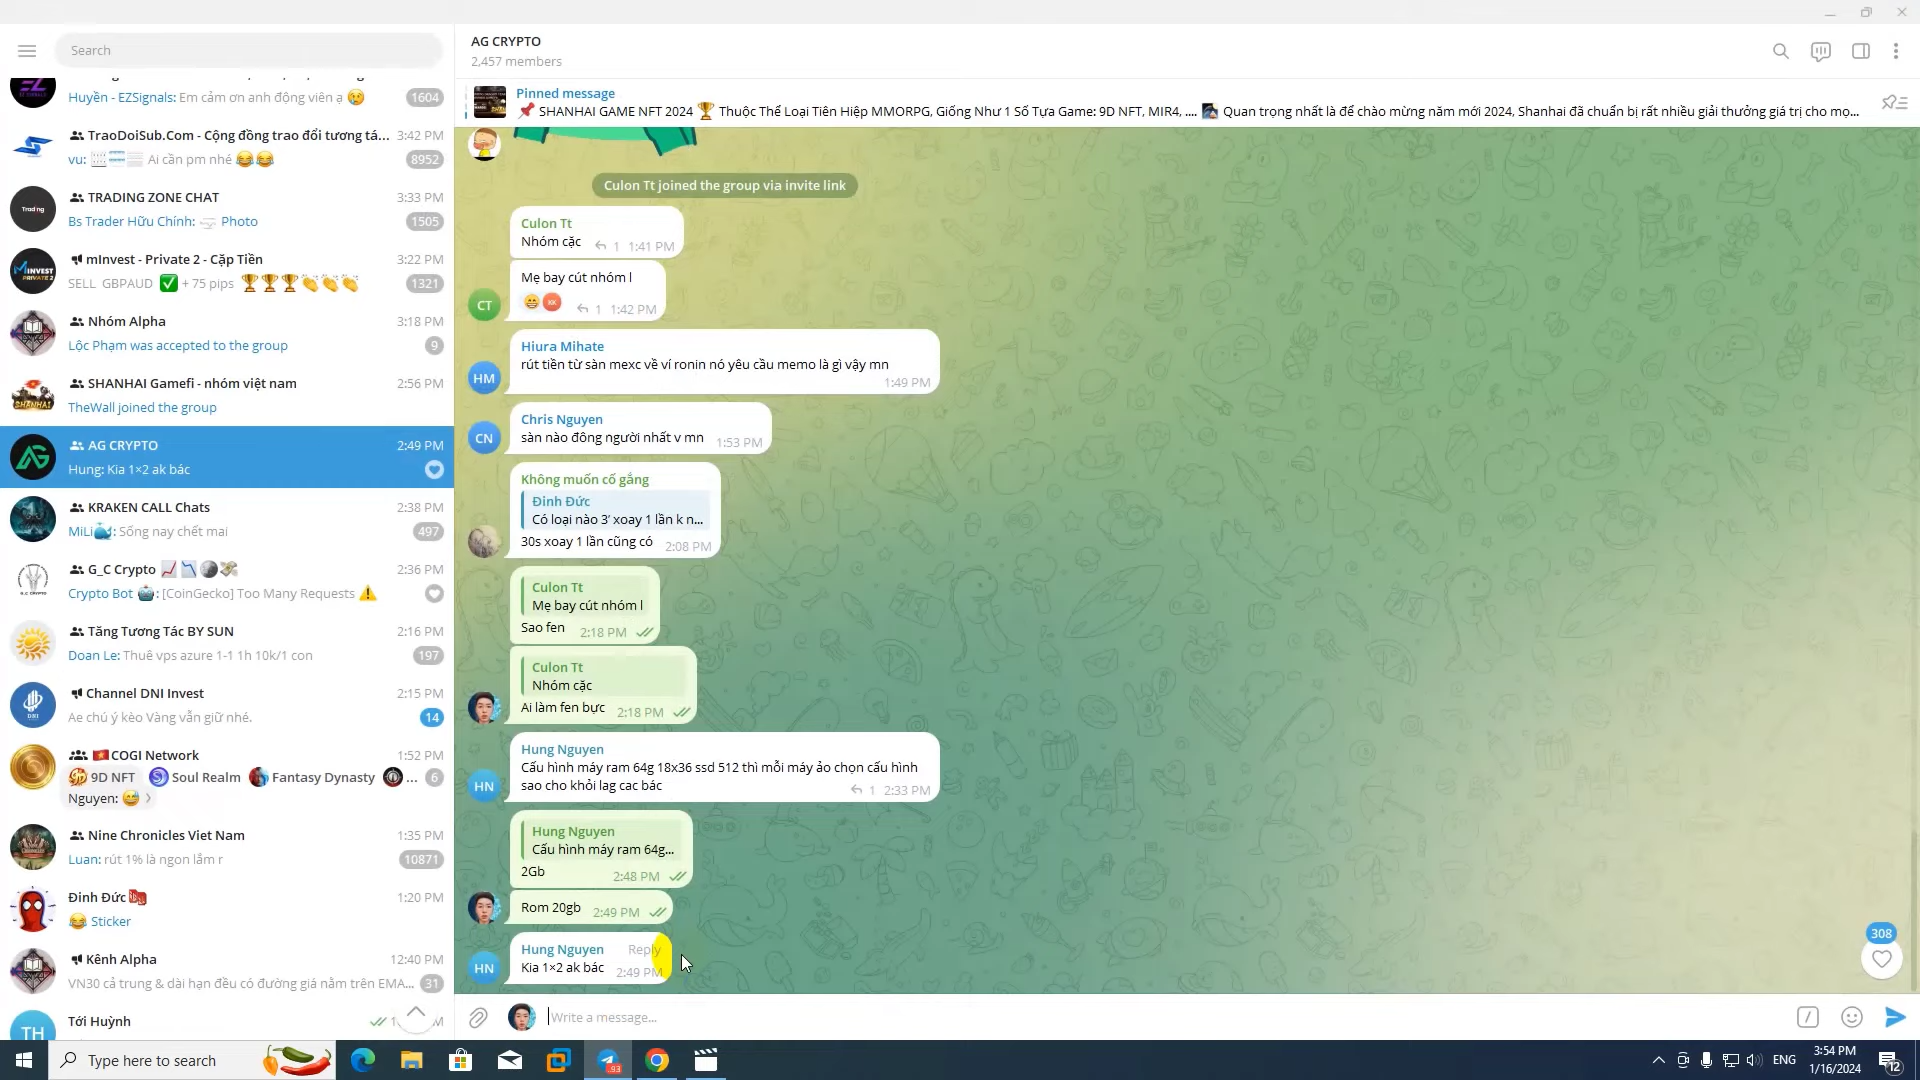 Search
1604
Huyền - EZSignals: Em cảm ơn anh động viên ạ 😢
TraoDoiSub.Com - Cộng đồng trao đổi tương tá... 3:42 PM
vu: Ai cần pm nhé 😂😂 8952
TRADING ZONE CHAT 3:33 PM
Bs Trader Hữu Chính: Photo 1505
mInvest - Private 2 - Cặp Tiền 3:22 PM
SELL GBPAUD ✅ + 75 pips 🏆🏆🏆👏👏👏 1321
Nhóm Alpha 3:18 PM
Lộc Phạm was accepted to the group 9
SHANHAI Gamefi - nhóm việt nam 2:56 PM
TheWall joined the group
AG CRYPTO 2:49 PM
Hung: Kia 1×2 ak bác
KRAKEN CALL Chats 2:38 PM
MiLi🐳: Sống nay chết mai 497
G_C Crypto 📈📉🌑💸 2:36 PM
Crypto Bot 🤖: [CoinGecko] Too Many Requests ⚠️
Tăng Tương Tác BY SUN 2:16 PM
Doan Le: Thuê vps azure 1-1 1h 10k/1 con 197
Channel DNI Invest 2:15 PM
Ae chú ý kèo Vàng vẫn giữ nhé. 14
🇻🇳COGI Network 1:52 PM
9D NFT Soul Realm Fantasy Dynasty ... 6
Nguyen: 😅 ›
Nine Chronicles Viet Nam 1:35 PM
Luan: rút 1% là ngon lắm r 10871
Đinh Đức 1:20 PM
😂 Sticker
Kênh Alpha 12:40 PM
VN30 cả trung & dài hạn đều có đường giá nằm trên EMA... 31
TH
Tới Huỳnh
AG CRYPTO
2,457 members
Pinned message
📌 SHANHAI GAME NFT 2024 🏆 Thuộc Thể Loại Tiên Hiệp MMORPG, Giống Như 1 Số Tựa Game: 9D NFT, MIR4, .... Quan trọng nhất là để chào mừng năm mới 2024, Shanhai đã chuẩn bị rất nhiều giải thưởng giá trị cho mọ...
Culon Tt joined the group via invite link
Culon Tt
Nhóm cặc 1 1:41 PM
Mẹ bay cút nhóm l
1 1:42 PM
CT
Hiura Mihate
rút tiền từ sàn mexc về ví ronin nó yêu cầu memo là gì vậy mn
1:49 PM
HM
Chris Nguyen
sàn nào đông người nhất v mn 1:53 PM
CN
Không muốn cố gắng
Đinh Đức
Có loại nào 3' xoay 1 lần k n...
30s xoay 1 lần cũng có 2:08 PM
Culon Tt
Mẹ bay cút nhóm l
Sao fen 2:18 PM
Culon Tt
Nhóm cặc
Ai làm fen bực 2:18 PM
Hung Nguyen
Cấu hình máy ram 64g 18x36 ssd 512 thì mỗi máy ảo chọn cấu hình
sao cho khỏi lag cac bác 1 2:33 PM
HN
Hung Nguyen
Cấu hình máy ram 64g...
2Gb 2:48 PM
Rom 20gb 2:49 PM
Hung Nguyen Reply
Kia 1×2 ak bác 2:49 PM
HN
308
Write a message...
Type here to search
.93
ENG
3:54 PM
1/16/2024
12